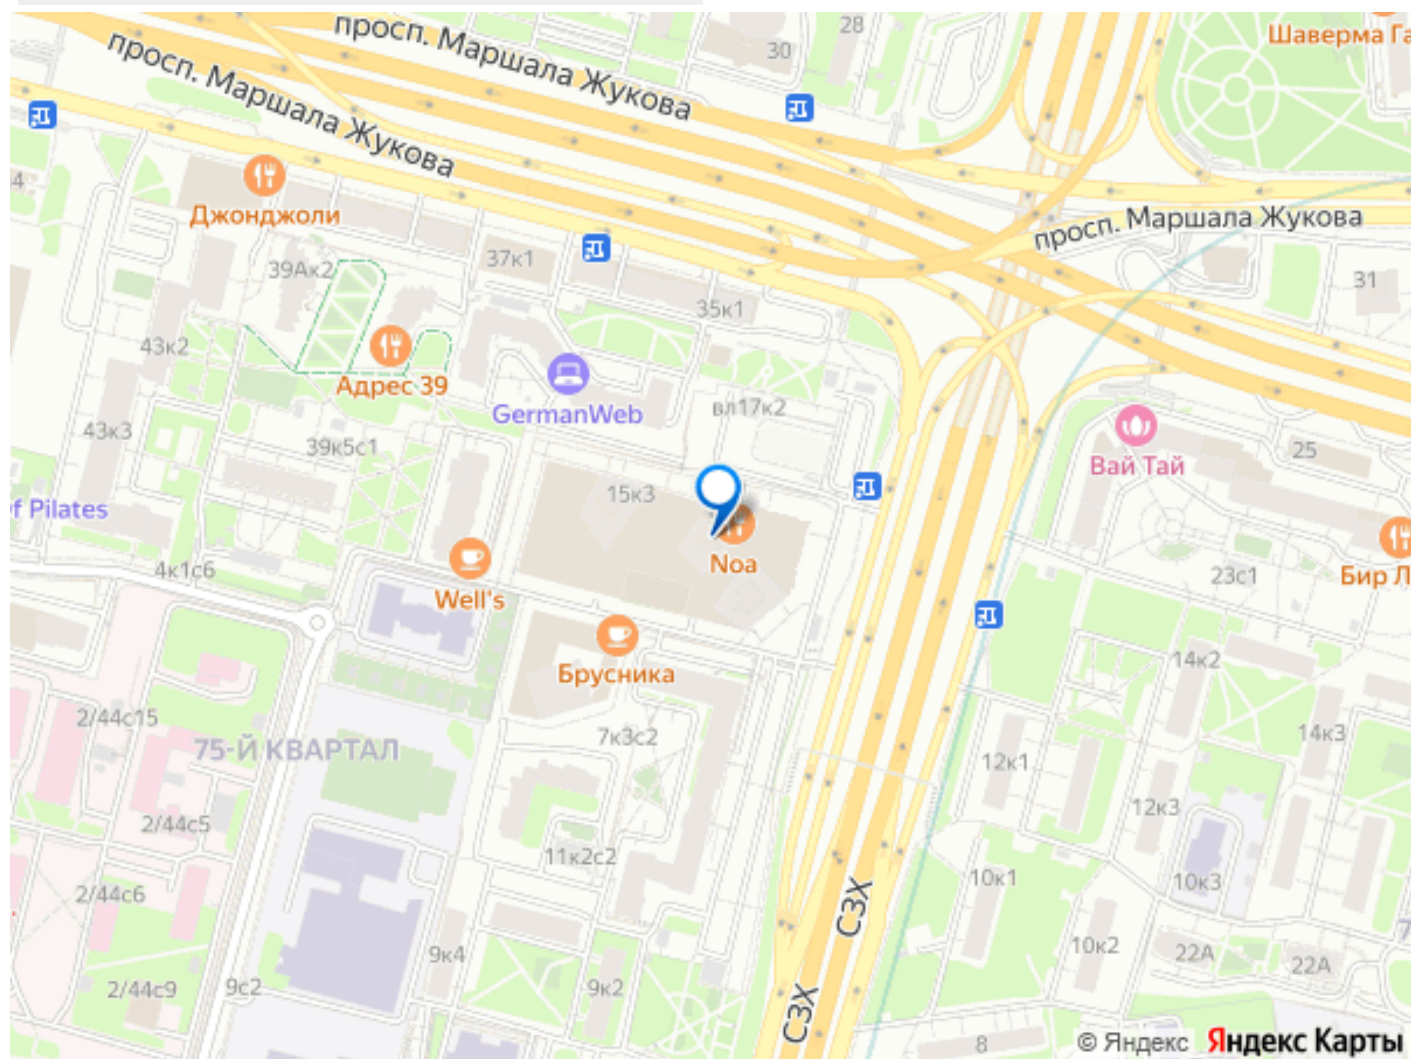 28
30
Шаверма Га
просп. Маршала Жукова
просп. Маршала Жукова
4
Джонджоли
просп. Маршала Жукова
37к1
39Ак2
31
35к1
43к2
Адрес 39
GermanWeb
вл17к2
43к3
39к5с1
25
Вай Тай
15к3
f Pilates
Noa
4к1с6
23с1
Бир Л
Well's
Брусника
14к2
2/44с15
75-Й КВАРТАЛ
7к3с2
14к3
12к1
12к3
2/44с5
11к2с2
10к1
10к3
2/44с6
СЗХ
7
9к4
10к2
22А
22А
2/44с9
9с2
9к2
СЗХ
8
© Яндекс Яндекс Карты